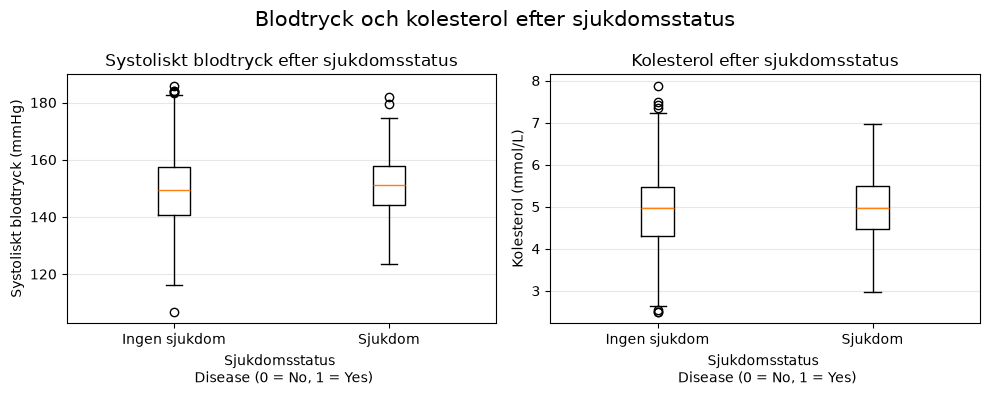 Blodtryck och kolesterol efter sjukdomsstatus
Systoliskt blodtryck efter sjukdomsstatus
Systoliskt blodtryck (mmHg)
180
160
140
120
Ingen sjukdom
Sjukdom
Sjukdomsstatus
Disease (0 = No, 1 = Yes)
Kolesterol efter sjukdomsstatus
Kolesterol (mmol/L)
8
7
6
5
4
3
Ingen sjukdom
Sjukdom
Sjukdomsstatus
Disease (0 = No, 1 = Yes)